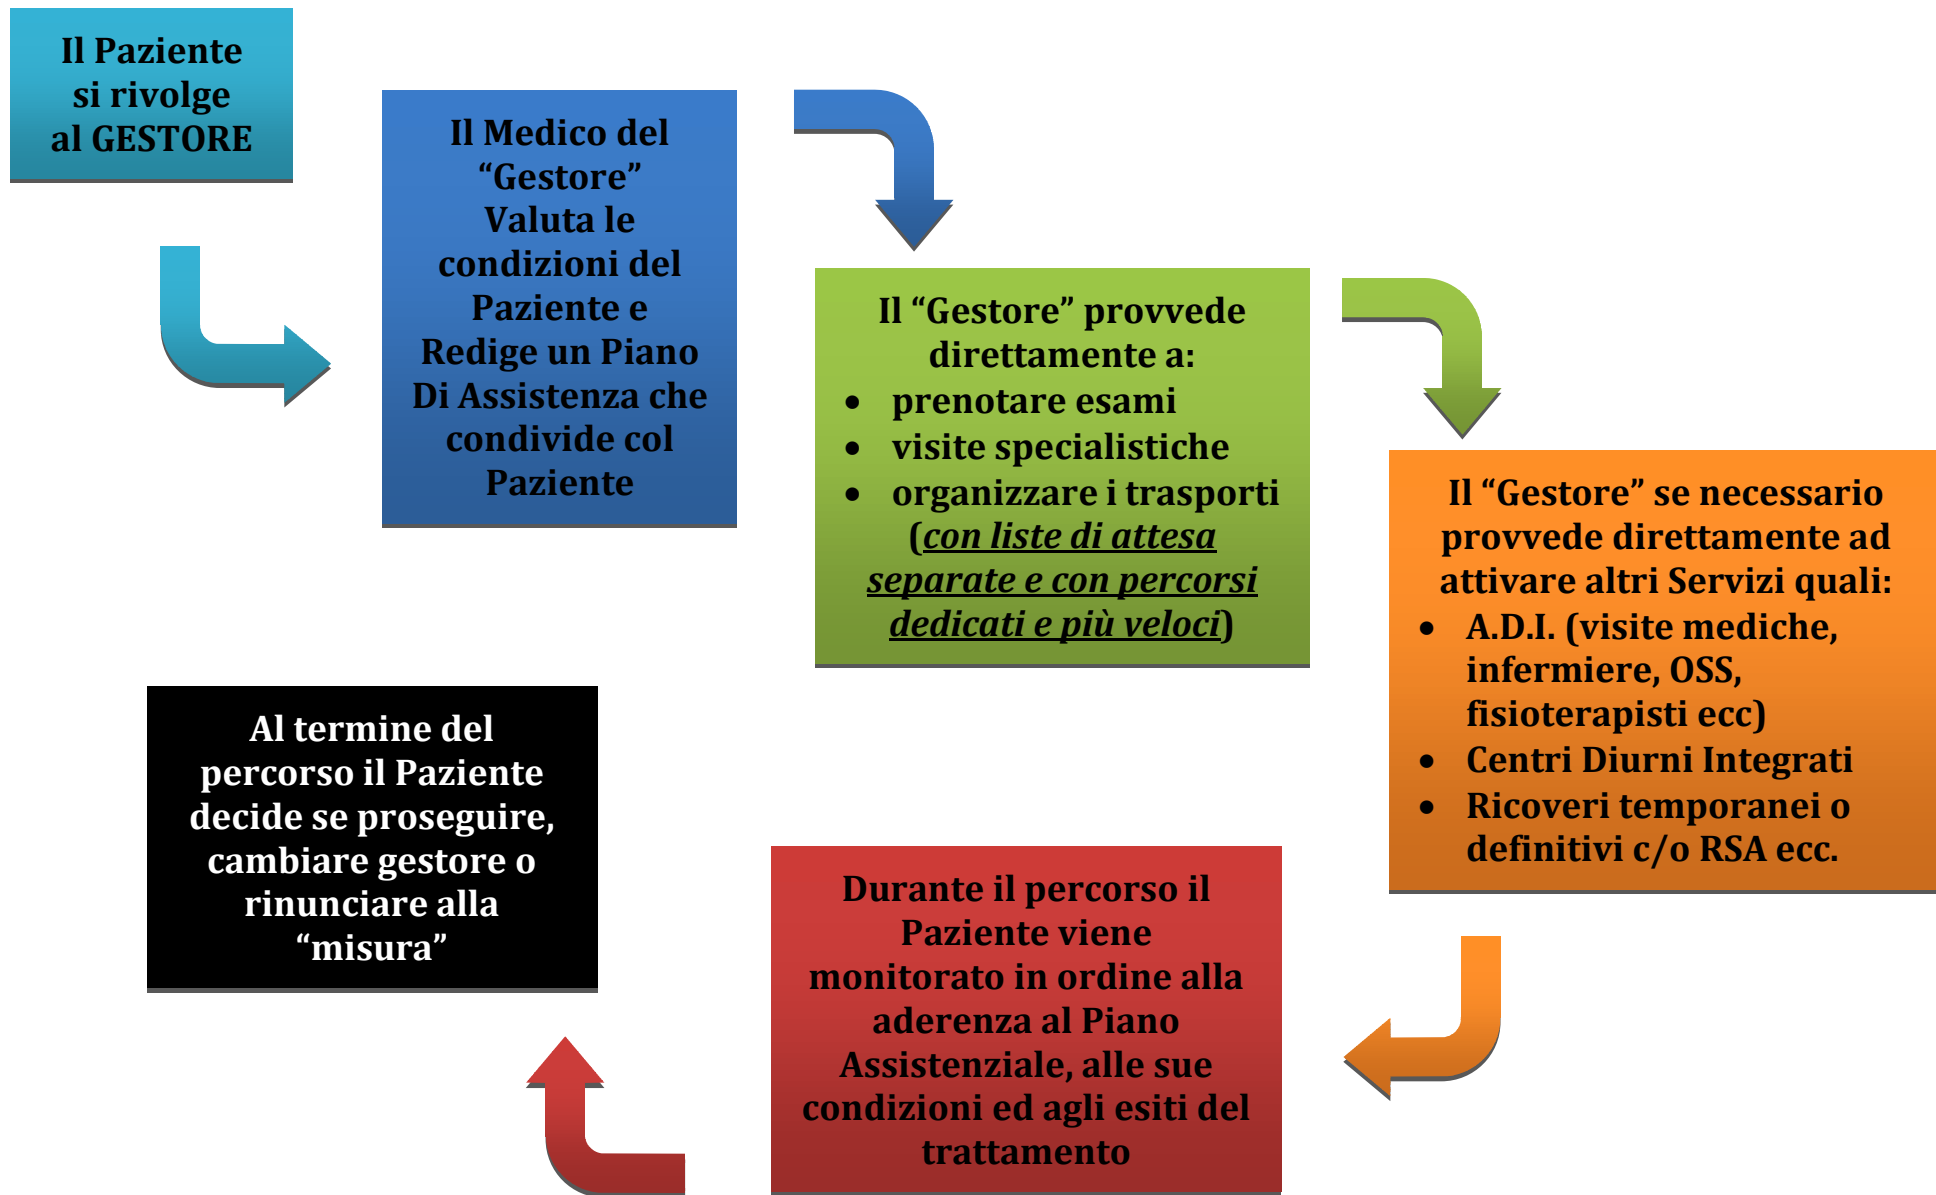 Il Paziente
si rivolge
al GESTORE
Il Medico del
“Gestore”
Valuta le
condizioni del
Paziente e
Redige un Piano
Di Assistenza che
condivide col
Paziente
Il “Gestore” provvede
direttamente a:
• prenotare esami
• visite specialistiche
• organizzare i trasporti
(con liste di attesa
separate e con percorsi
dedicati e più veloci)
Il “Gestore” se necessario
provvede direttamente ad
attivare altri Servizi quali:
• A.D.I. (visite mediche,
infermiere, OSS,
fisioterapisti ecc)
• Centri Diurni Integrati
• Ricoveri temporanei o
definitivi c/o RSA ecc.
Durante il percorso il
Paziente viene
monitorato in ordine alla
aderenza al Piano
Assistenziale, alle sue
condizioni ed agli esiti del
trattamento
Al termine del
percorso il Paziente
decide se proseguire,
cambiare gestore o
rinunciare alla
“misura”